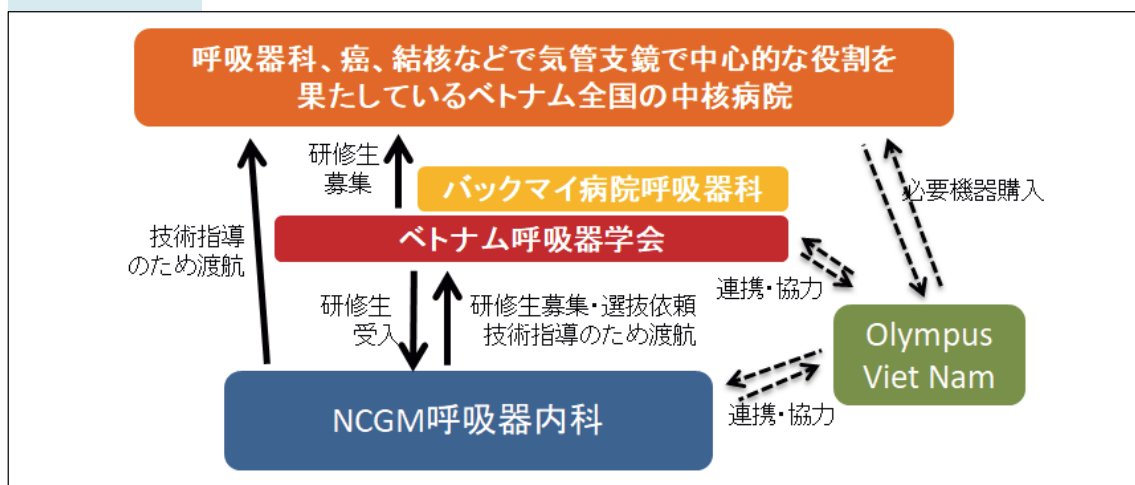 呼吸器科、癌、結核などで気管支鏡で中心的な役割を
果たしているベトナム全国の中核病院
研修生
募集
バックマイ病院呼吸器科
必要機器購入
ベトナム呼吸器学会
技術指導
のため渡航
連携・協力
研修生
受入
研修生募集・選抜依頼
技術指導のため渡航
Olympus
Viet Nam
NCGM呼吸器内科
連携・協力